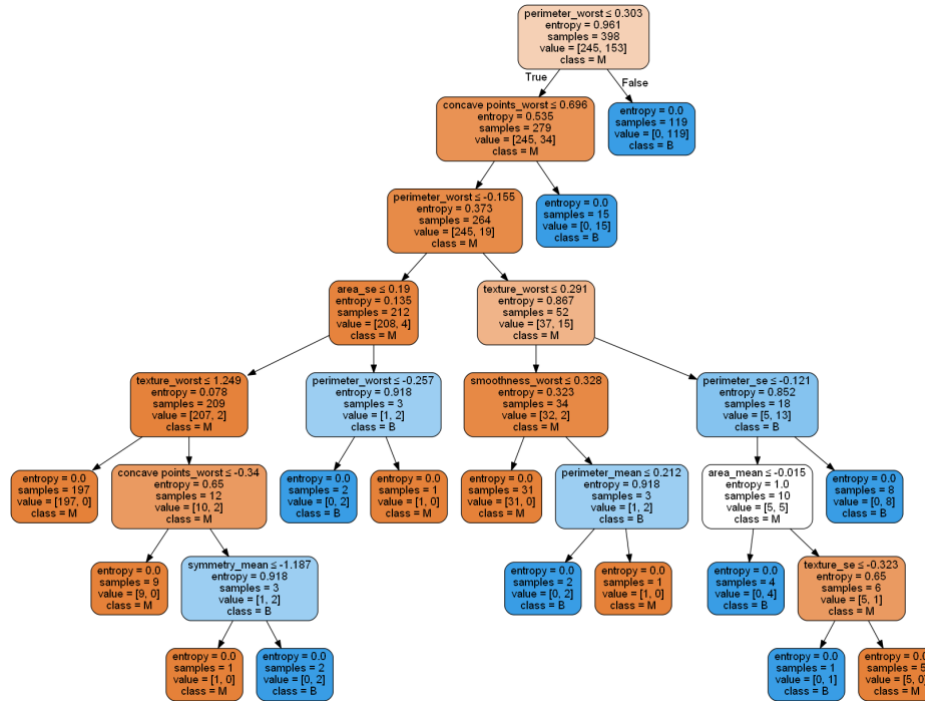 perimeter_worst ≤ 0.303
entropy = 0.961
samples = 398
value = [245, 153]
class = M
True
False
concave points_worst ≤ 0.696
entropy = 0.535
samples = 279
value = [245, 34]
class = M
entropy = 0.0
samples = 119
value = [0, 119]
class = B
perimeter_worst ≤ -0.155
entropy = 0.373
samples = 264
value = [245, 19]
class = M
entropy = 0.0
samples = 15
value = [0, 15]
class = B
area_se ≤ 0.19
entropy = 0.135
samples = 212
value = [208, 4]
class = M
texture_worst ≤ 0.291
entropy = 0.867
samples = 52
value = [37, 15]
class = M
texture_worst ≤ 1.249
entropy = 0.078
samples = 209
value = [207, 2]
class = M
perimeter_worst ≤ -0.257
entropy = 0.918
samples = 3
value = [1, 2]
class = B
smoothness_worst ≤ 0.328
entropy = 0.323
samples = 34
value = [32, 2]
class = M
perimeter_se ≤ -0.121
entropy = 0.852
samples = 18
value = [5, 13]
class = B
entropy = 0.0
samples = 197
value = [197, 0]
class = M
concave points_worst ≤ -0.34
entropy = 0.65
samples = 12
value = [10, 2]
class = M
entropy = 0.0
samples = 2
value = [0, 2]
class = B
entropy = 0.0
samples = 1
value = [1, 0]
class = M
entropy = 0.0
samples = 31
value = [31, 0]
class = M
perimeter_mean ≤ 0.212
entropy = 0.918
samples = 3
value = [1, 2]
class = B
area_mean ≤ -0.015
entropy = 1.0
samples = 10
value = [5, 5]
class = M
entropy = 0.0
samples = 8
value = [0, 8]
class = B
entropy = 0.0
samples = 9
value = [9, 0]
class = M
symmetry_mean ≤ -1.187
entropy = 0.918
samples = 3
value = [1, 2]
class = B
entropy = 0.0
samples = 2
value = [0, 2]
class = B
entropy = 0.0
samples = 1
value = [1, 0]
class = M
entropy = 0.0
samples = 4
value = [0, 4]
class = B
texture_se ≤ -0.323
entropy = 0.65
samples = 6
value = [5, 1]
class = M
entropy = 0.0
samples = 1
value = [1, 0]
class = M
entropy = 0.0
samples = 2
value = [0, 2]
class = B
entropy = 0.0
samples = 1
value = [0, 1]
class = B
entropy = 0.0
samples = 5
value = [5, 0]
class = M